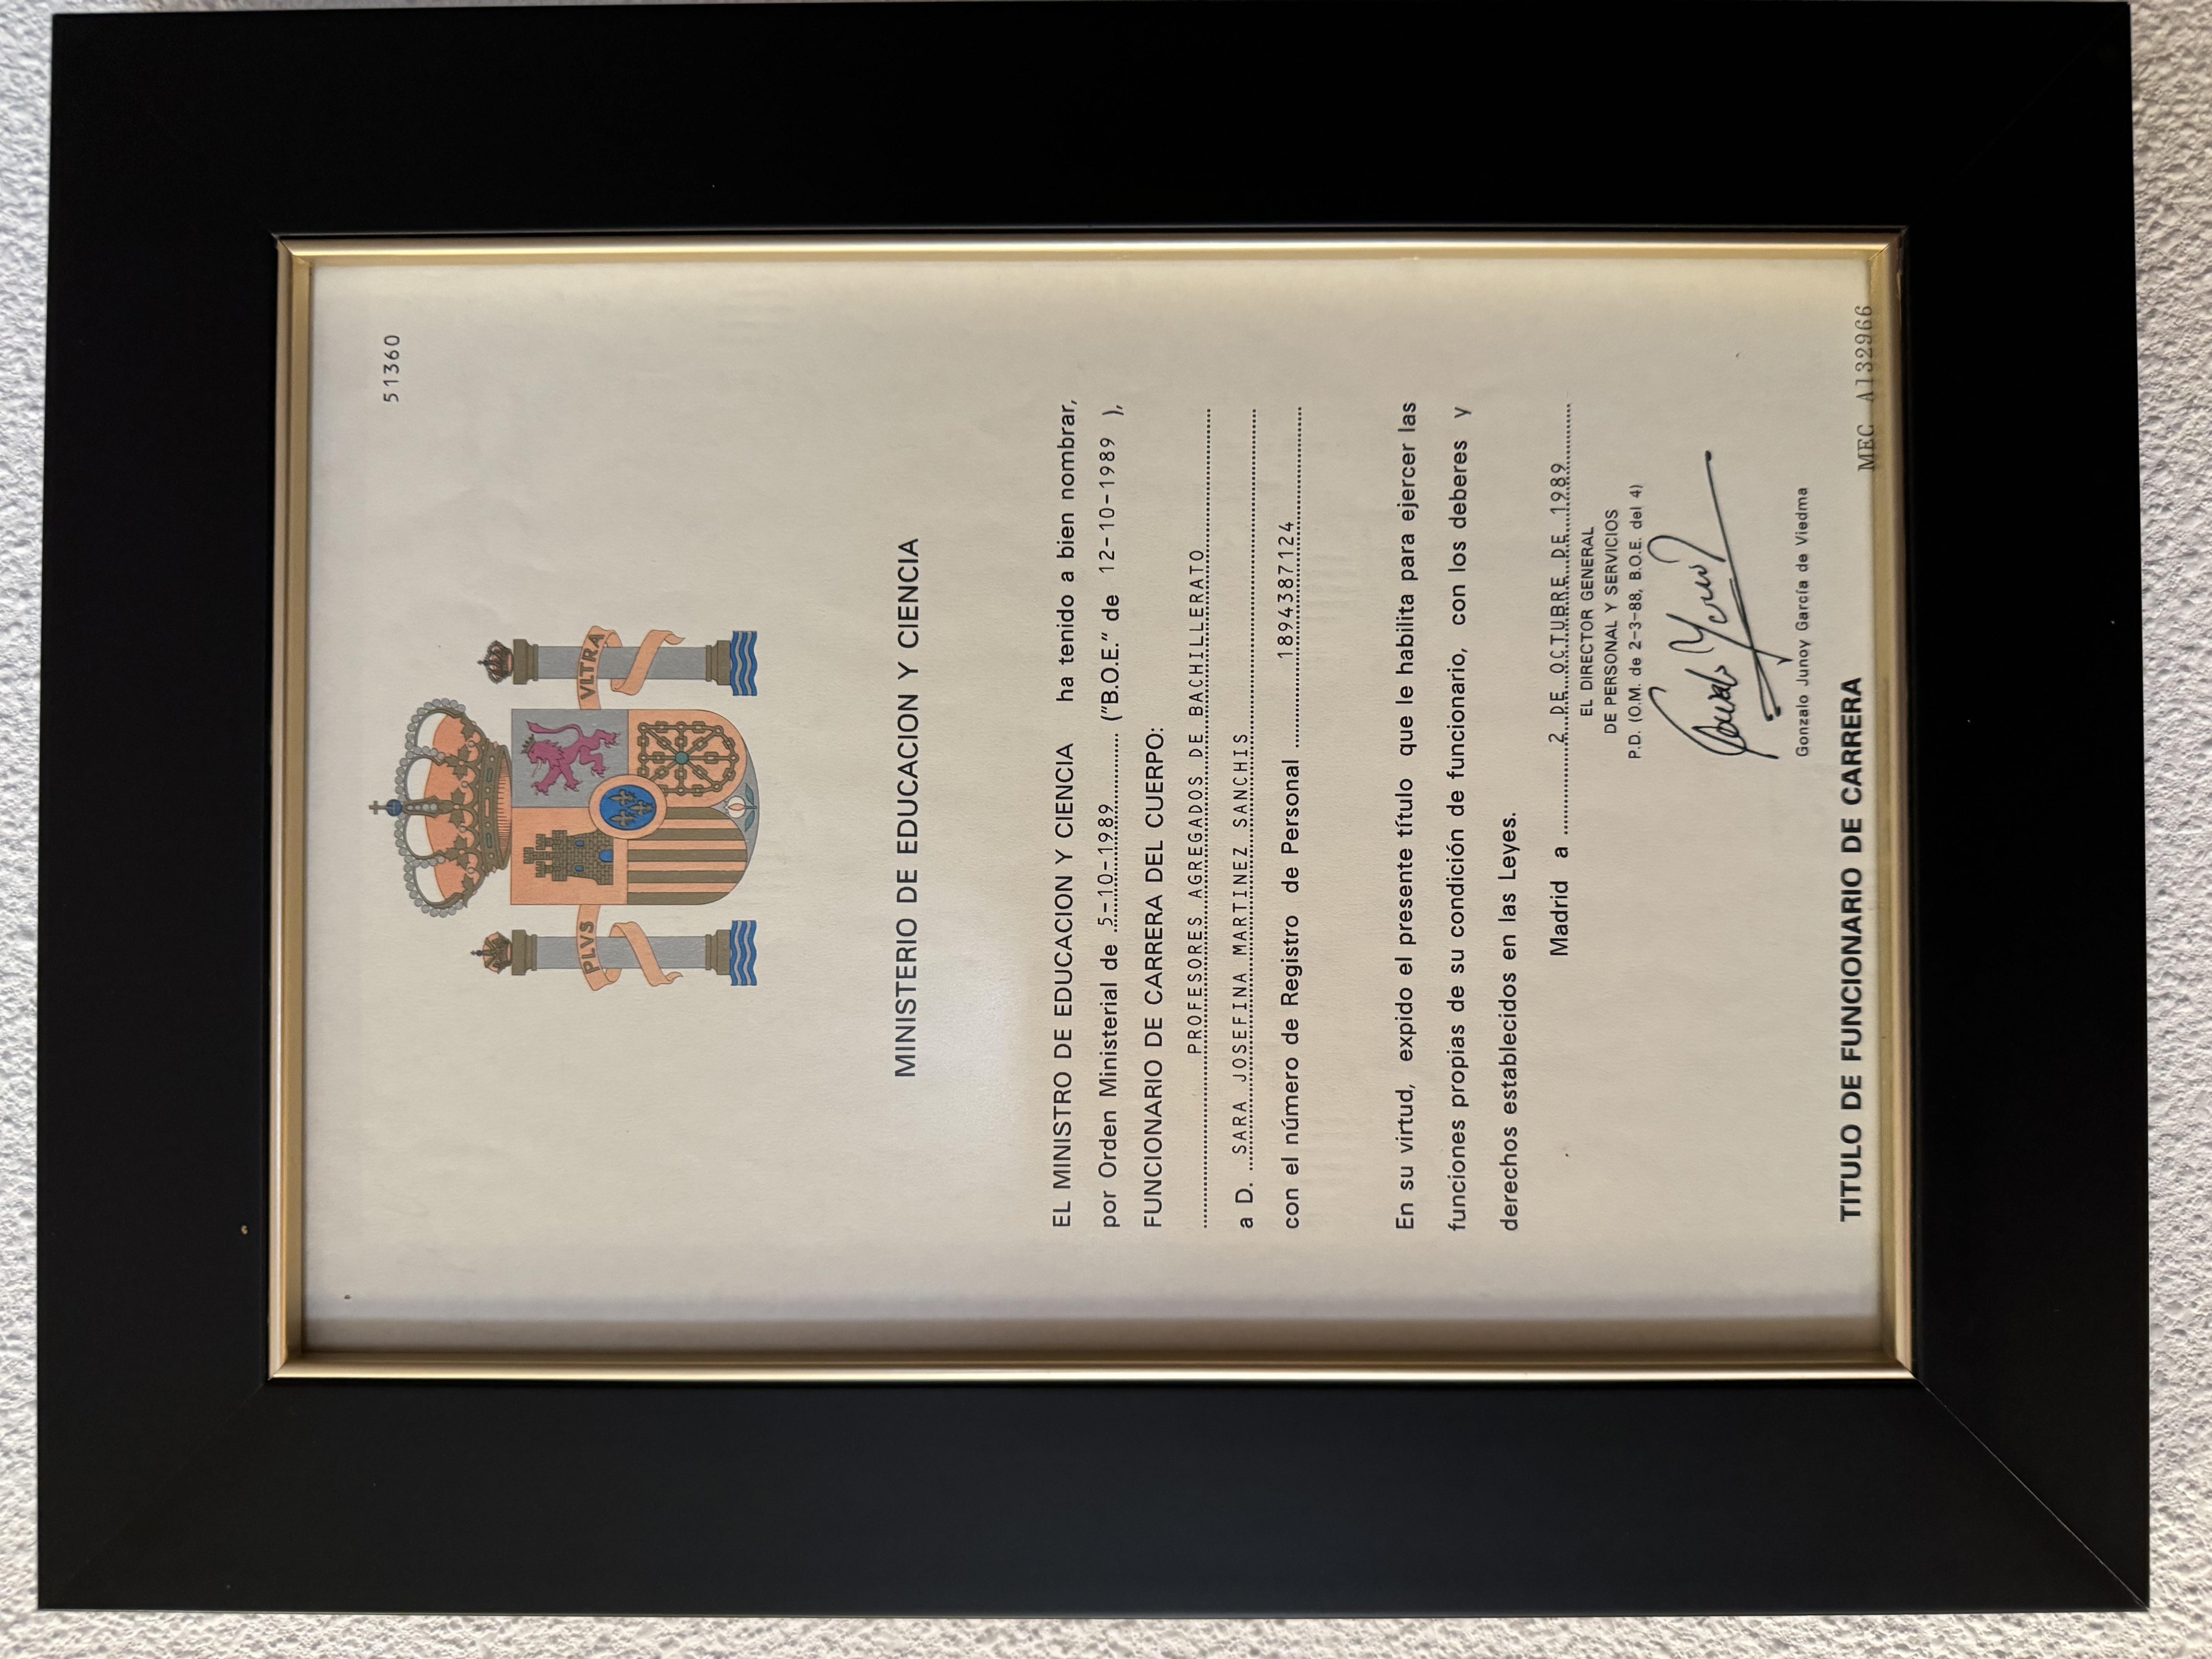 51360
PLVS VLTRA
MINISTERIO DE EDUCACION Y CIENCIA
EL MINISTRO DE EDUCACION Y CIENCIA ha tenido a bien nombrar,
por Orden Ministerial de 5-10-1989 ("B.O.E." de 12-10-1989 ),
FUNCIONARIO DE CARRERA DEL CUERPO:
PROFESORES AGREGADOS DE BACHILLERATO
a D. SARA JOSEFINA MARTINEZ SANCHIS
con el número de Registro de Personal 1894387124
En su virtud, expido el presente título que le habilita para ejercer las
funciones propias de su condición de funcionario, con los deberes y
derechos establecidos en las Leyes.
Madrid a 2 DE OCTUBRE DE 1989
EL DIRECTOR GENERAL
DE PERSONAL Y SERVICIOS
P.D. (O.M. de 2-3-88, B.O.E. del 4)
Gonzalo Junoy García de Viedma
TITULO DE FUNCIONARIO DE CARRERA
MEC A132966